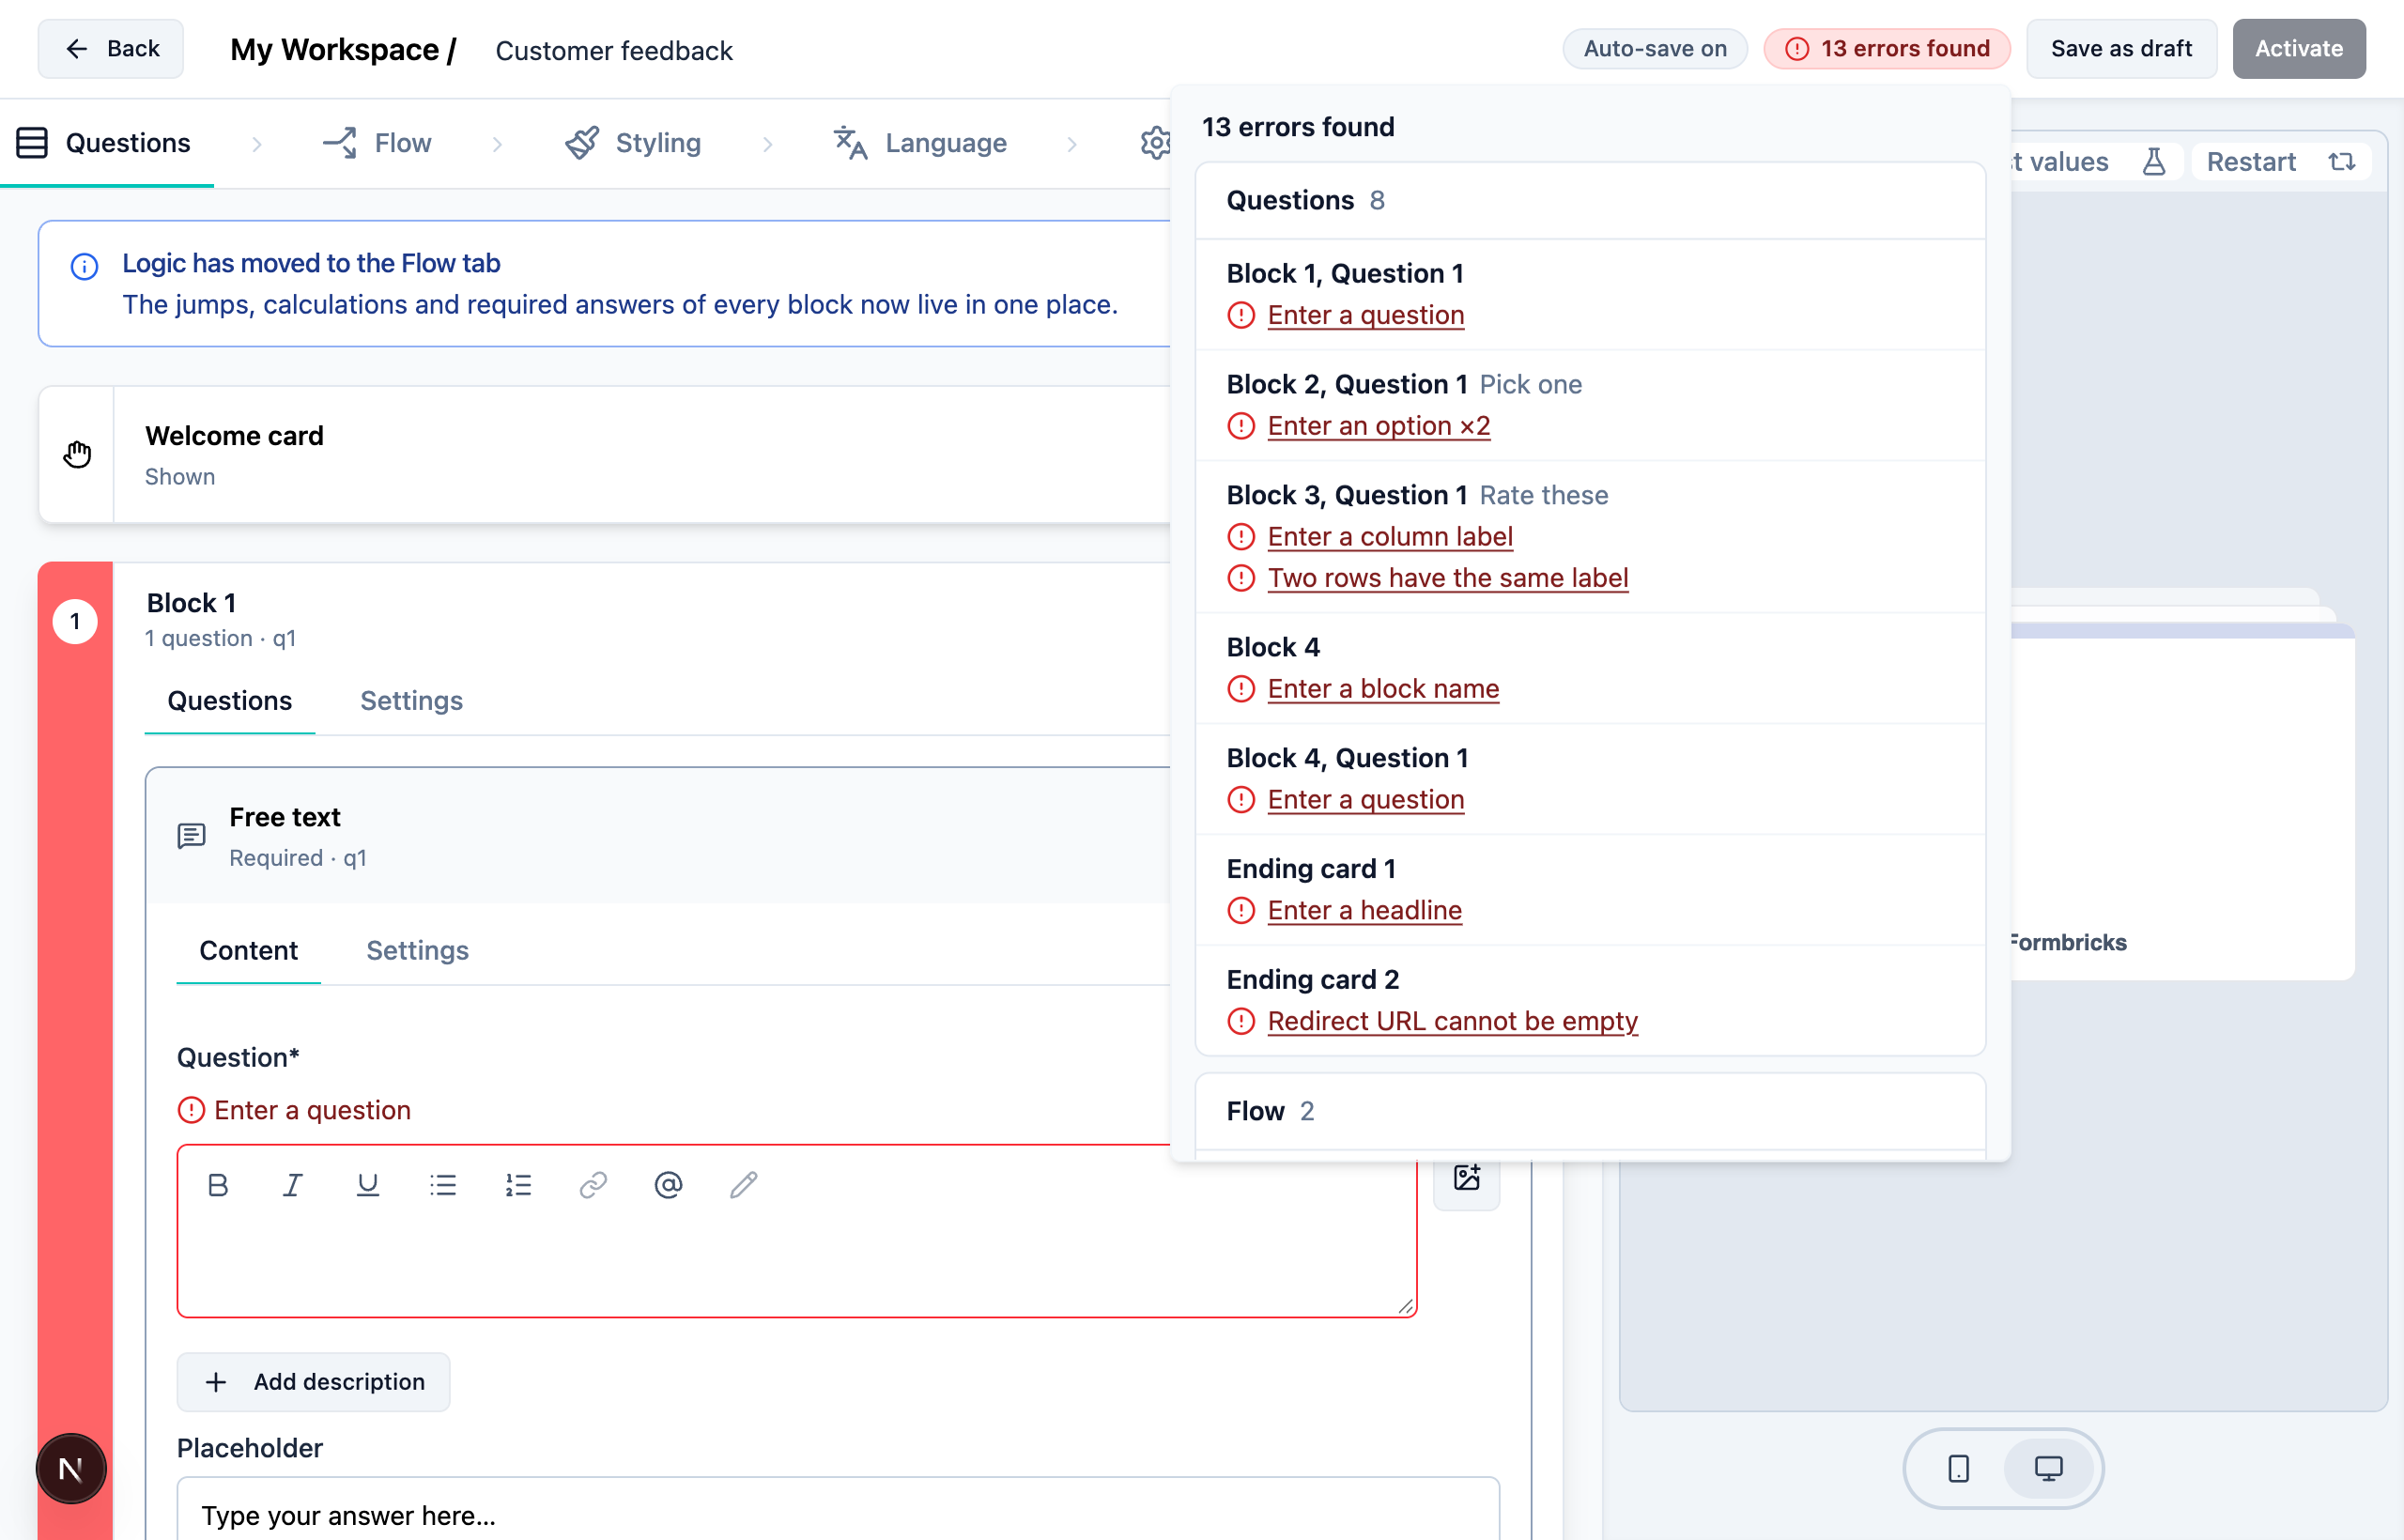 Back
My Workspace /
Customer feedback
Auto-save on
13 errors found
Save as draft
Activate
Questions
Flow
Styling
Language
values
Restart
13 errors found
Questions 8
Block 1, Question 1
Enter a question
Block 2, Question 1 Pick one
Enter an option ×2
Block 3, Question 1 Rate these
Enter a column label
Two rows have the same label
Block 4
Enter a block name
Block 4, Question 1
Enter a question
Ending card 1
Enter a headline
Ending card 2
Redirect URL cannot be empty
Flow 2
Logic has moved to the Flow tab
The jumps, calculations and required answers of every block now live in one place.
Welcome card
Shown
1
Block 1
1 question · q1
Questions
Settings
Free text
Required · q1
Content
Settings
Question*
Enter a question
Add description
Placeholder
Type your answer here...
Formbricks
N